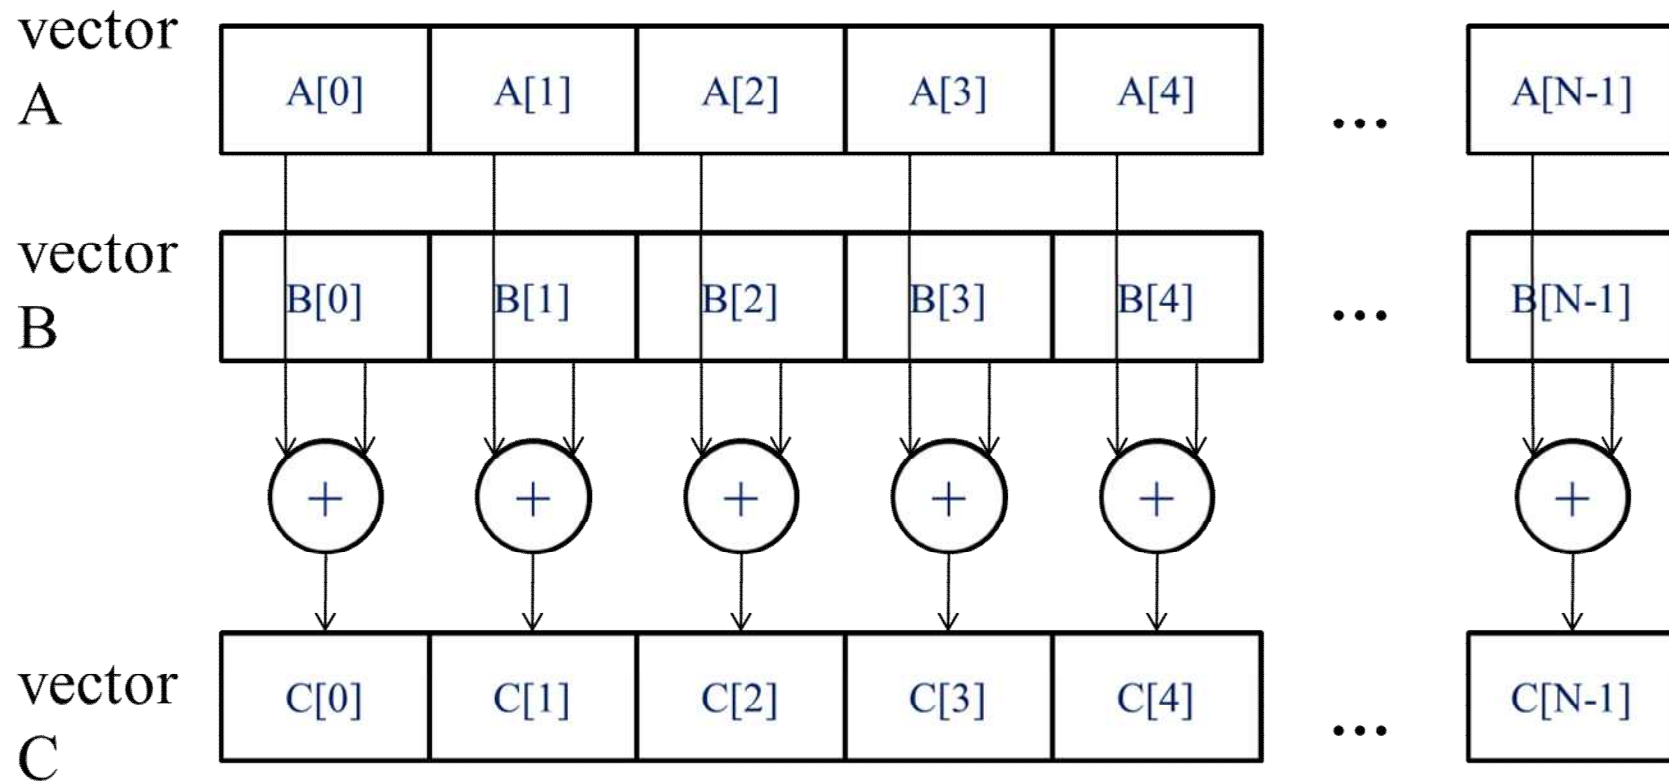 vector
A
A[0] A[1] A[2] A[3] A[4] ... A[N-1]
vector
B
B[0] B[1] B[2] B[3] B[4] ... B[N-1]
+ + + + + +
vector
C
C[0] C[1] C[2] C[3] C[4] ... C[N-1]